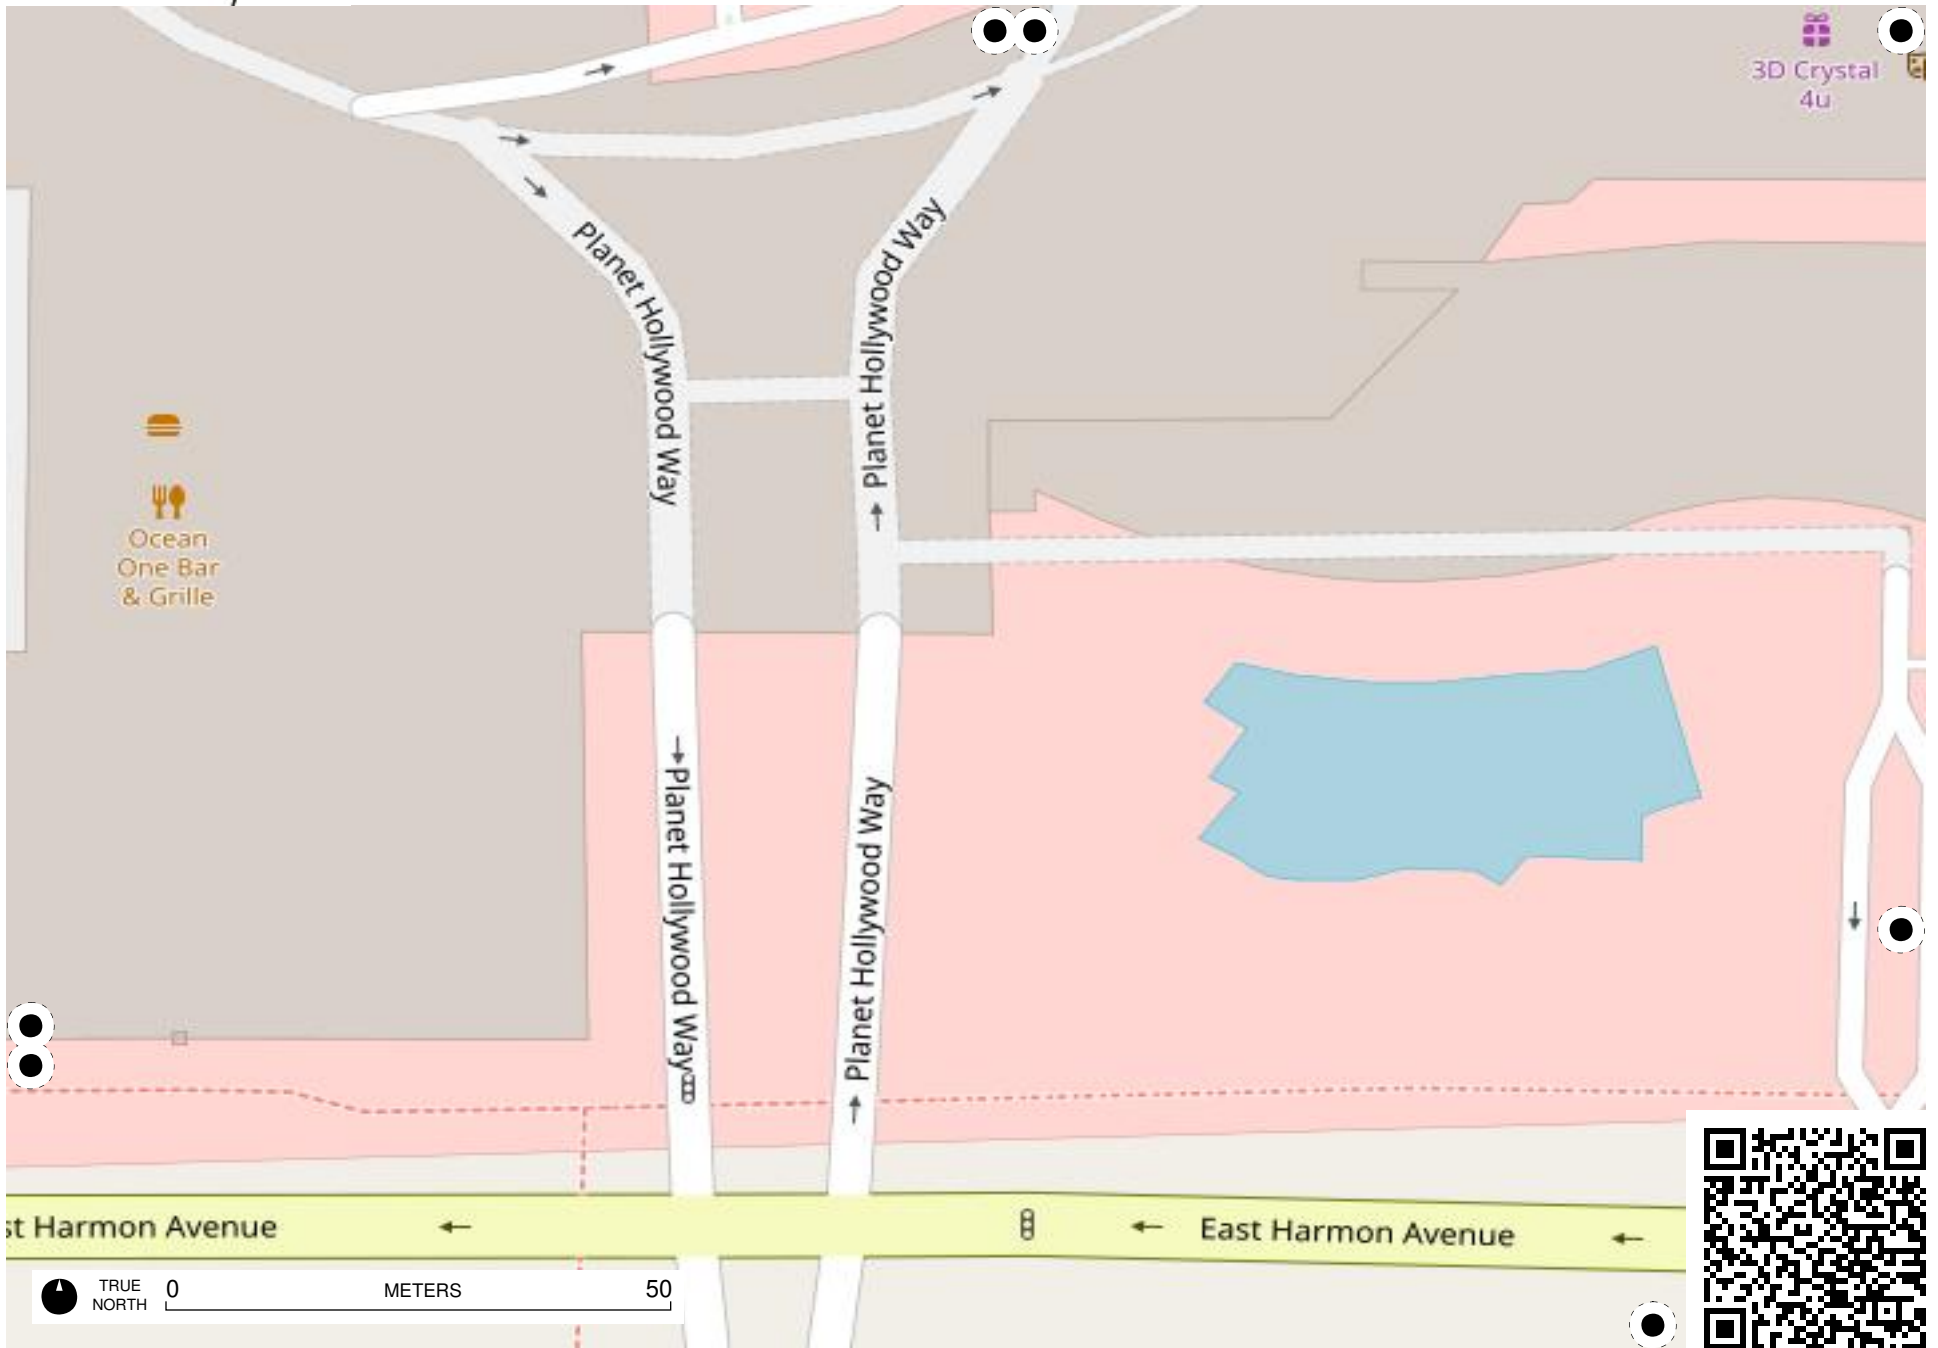 3D Crystal
4u
Planet Hollywood Way
Planet Hollywood Way
Ocean
One Bar
& Grille
Planet Hollywood Way
Planet Hollywood Way
st Harmon Avenue
East Harmon Avenue
TRUE
NORTH
0
METERS
50